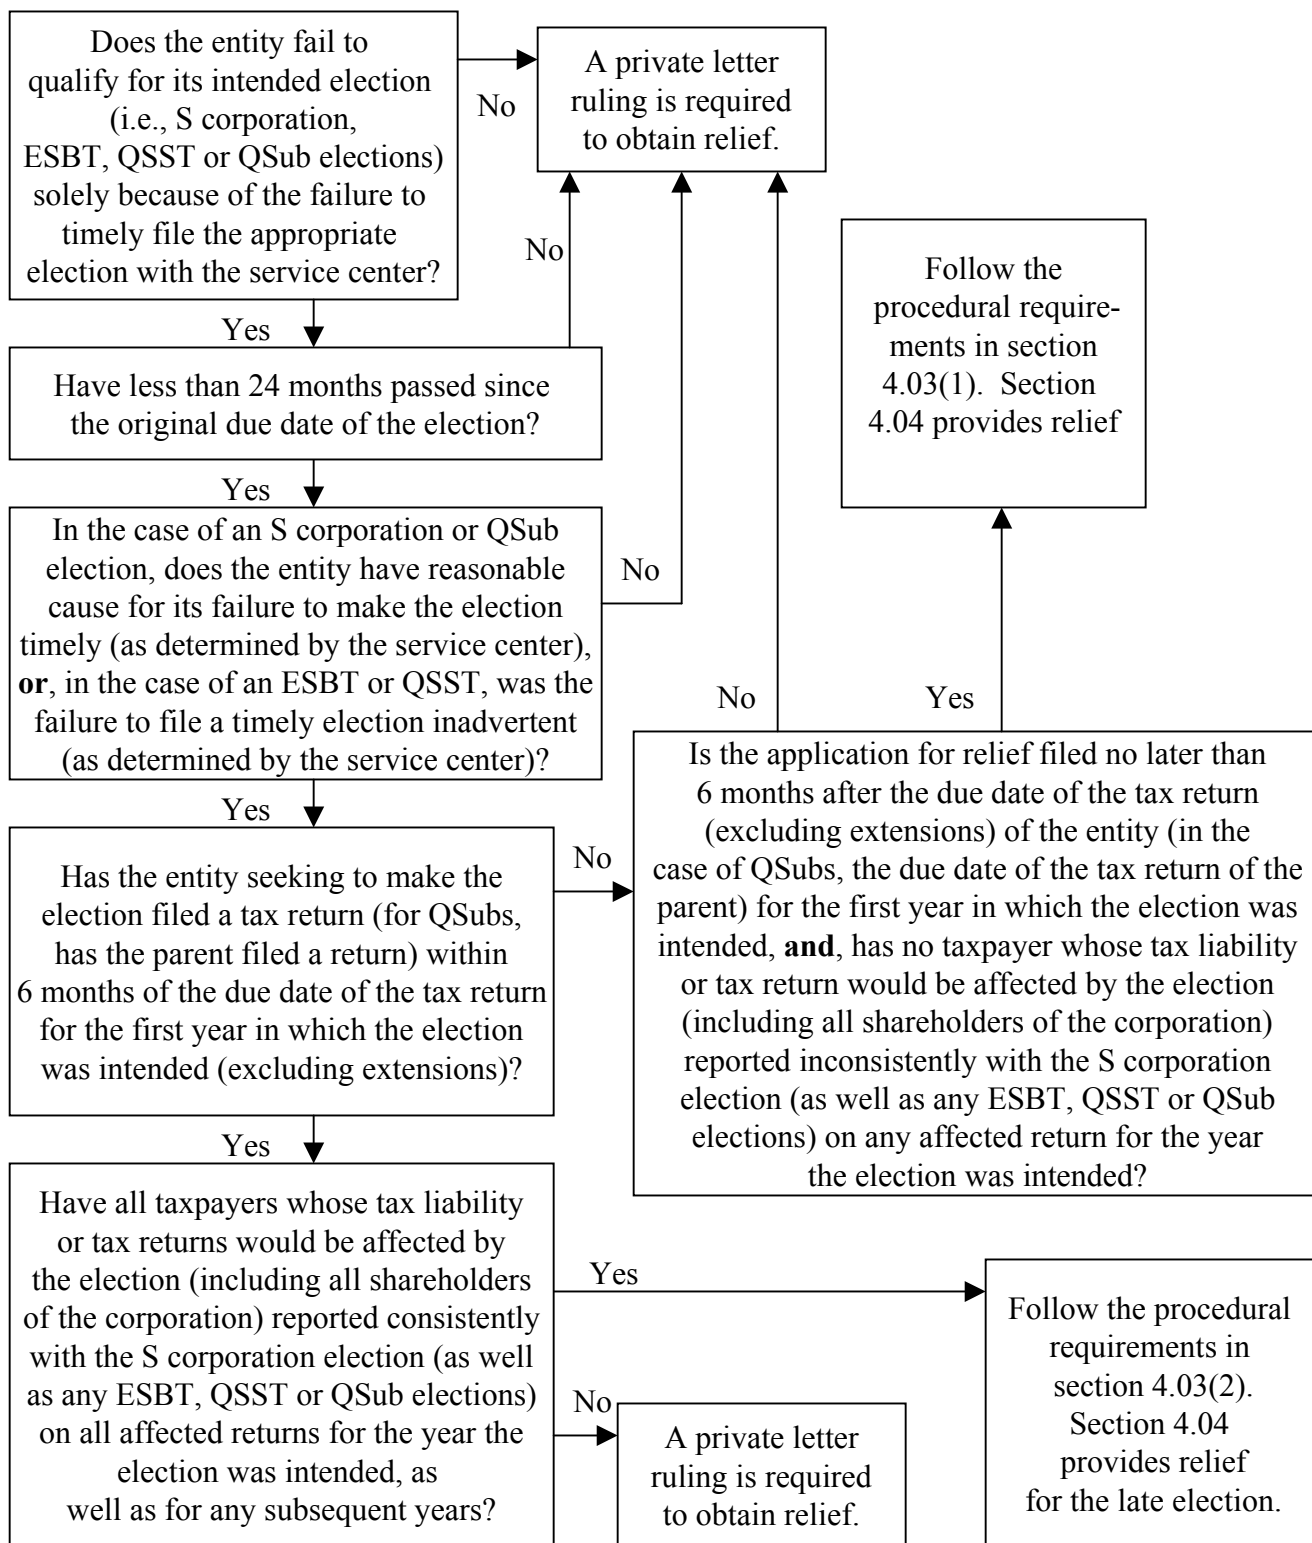 Does the entity fail to
qualify for its intended election
(i.e., S corporation,
ESBT, QSST or QSub elections)
solely because of the failure to
timely file the appropriate
election with the service center?
No
A private letter
ruling is required
to obtain relief.
Yes
No
Have less than 24 months passed since
the original due date of the election?
Follow the
procedural require-
ments in section
4.03(1).  Section
4.04 provides relief
Yes
In the case of an S corporation or QSub
election, does the entity have reasonable
cause for its failure to make the election
timely (as determined by the service center),
or, in the case of an ESBT or QSST, was the
failure to file a timely election inadvertent
(as determined by the service center)?
No
No
Yes
Yes
Has the entity seeking to make the
election filed a tax return (for QSubs,
has the parent filed a return) within
6 months of the due date of the tax return
for the first year in which the election
was intended (excluding extensions)?
No
Is the application for relief filed no later than
6 months after the due date of the tax return
(excluding extensions) of the entity (in the
case of QSubs, the due date of the tax return of the
parent) for the first year in which the election was
intended, and, has no taxpayer whose tax liability
or tax return would be affected by the election
(including all shareholders of the corporation)
reported inconsistently with the S corporation
election (as well as any ESBT, QSST or QSub
elections) on any affected return for the year
the election was intended?
Yes
Have all taxpayers whose tax liability
or tax returns would be affected by
the election (including all shareholders
of the corporation) reported consistently
with the S corporation election (as well
as any ESBT, QSST or QSub elections)
on all affected returns for the year the
election was intended, as
well as for any subsequent years?
Yes
Follow the procedural
requirements in
section 4.03(2).
Section 4.04
provides relief
for the late election.
No
A private letter
ruling is required
to obtain relief.